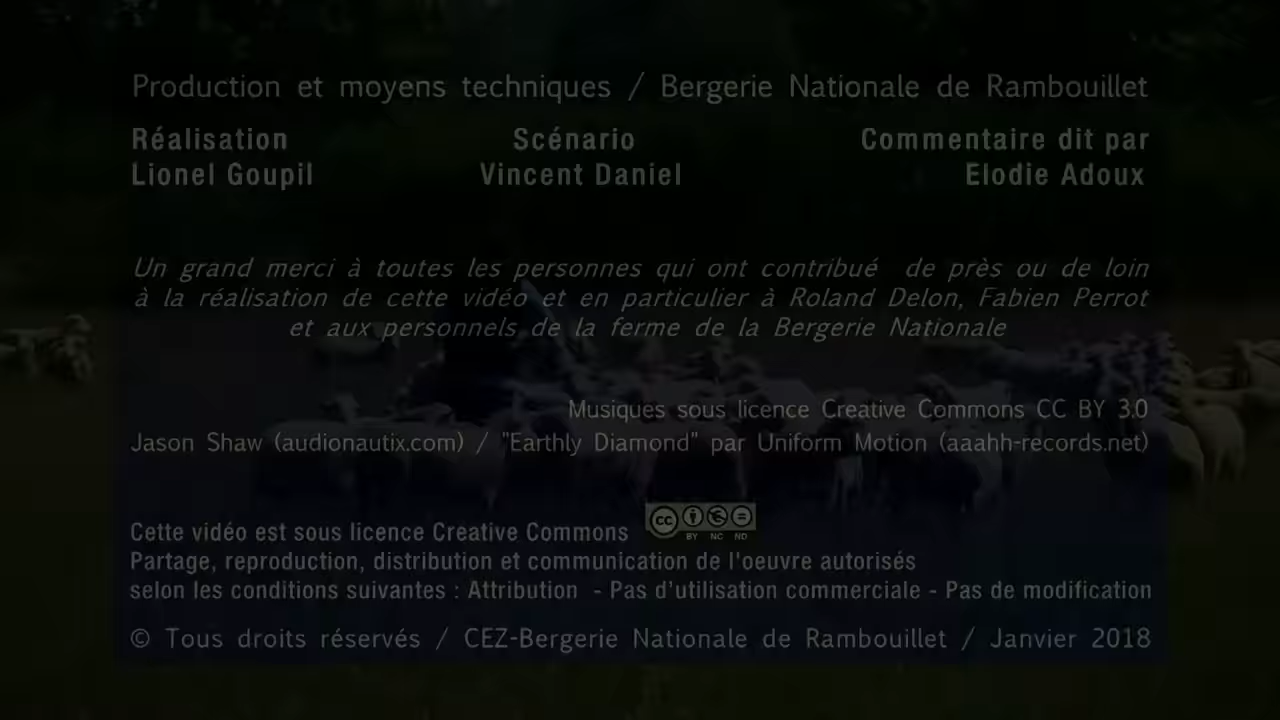 Production et moyens techniques / Bergerie Nationale de Rambouillet
Réalisation Scénario Commentaire dit par
Lionel Goupil Vincent Daniel Elodie Adoux
Un grand merci à toutes les personnes qui ont contribué de près ou de loin
à la réalisation de cette vidéo et en particulier à Roland Delon, Fabien Perrot
et aux personnels de la ferme de la Bergerie Nationale
Musiques sous licence Creative Commons CC BY 3.0
Jason Shaw (audionautix.com) / "Earthly Diamond" par Uniform Motion (aaahh-records.net)
Cette vidéo est sous licence Creative Commons cc BY NC ND
Partage, reproduction, distribution et communication de l'oeuvre autorisés
selon les conditions suivantes : Attribution - Pas d'utilisation commerciale - Pas de modification
© Tous droits réservés / CEZ-Bergerie Nationale de Rambouillet / Janvier 2018